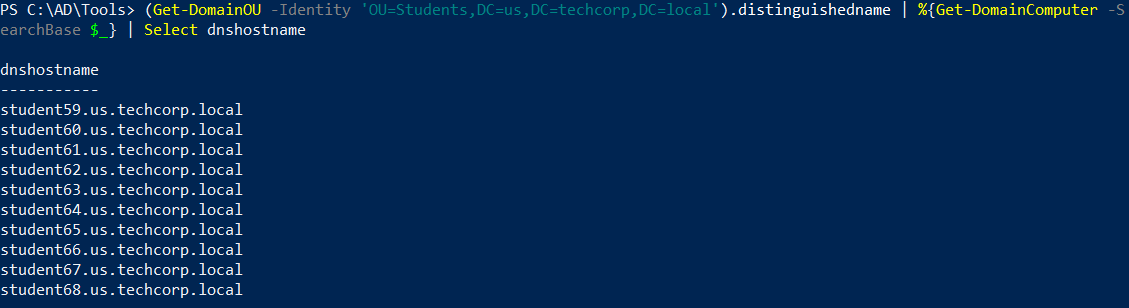 PS C:\AD\Tools> (Get-DomainOU -Identity 'OU=Students,DC=us,DC=techcorp,DC=local').distinguishedname | %{Get-DomainComputer -S
earchBase $_} | Select dnshostname
dnshostname
-----------
student59.us.techcorp.local
student60.us.techcorp.local
student61.us.techcorp.local
student62.us.techcorp.local
student63.us.techcorp.local
student64.us.techcorp.local
student65.us.techcorp.local
student66.us.techcorp.local
student67.us.techcorp.local
student68.us.techcorp.local